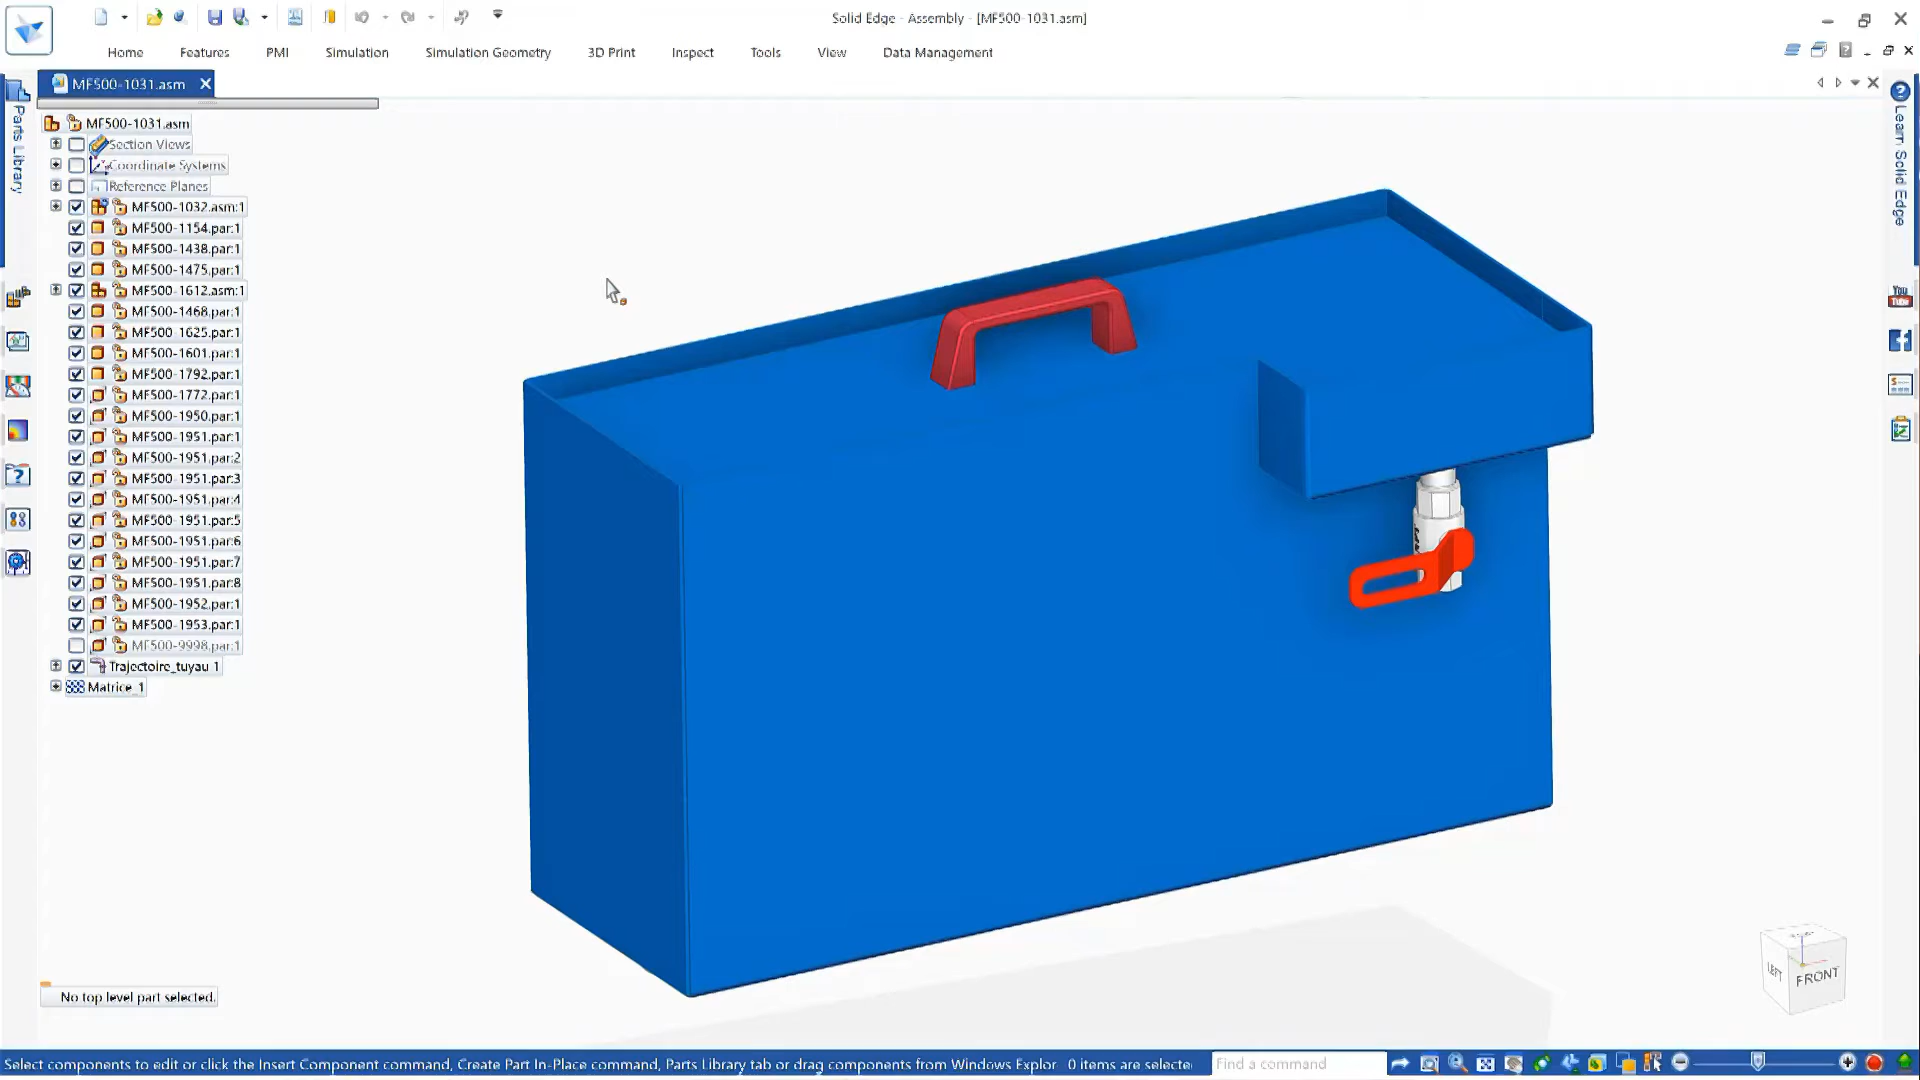 Solid Edge - Assembly - [MF500-1031.asm]
Home Features PMI Simulation Simulation Geometry 3D Print Inspect Tools View Data Management
MF500-1031.asm
Parts Library
Learn Solid Edge
MF500-1031.asm
Section Views
Coordinate Systems
Reference Planes
MF500-1032.asm:1
MF500-1154.par:1
MF500-1438.par:1
MF500-1475.par:1
MF500-1612.asm:1
MF500-1468.par:1
MF500-1625.par:1
MF500-1601.par:1
MF500-1792.par:1
MF500-1772.par:1
MF500-1950.par:1
MF500-1951.par:1
MF500-1951.par:2
MF500-1951.par:3
MF500-1951.par:4
MF500-1951.par:5
MF500-1951.par:6
MF500-1951.par:7
MF500-1951.par:8
MF500-1952.par:1
MF500-1953.par:1
MF500-9998.par:1
Trajectoire_tuyau 1
Matrice_1
You
Tube
LEFT
FRONT
No top level part selected.
Select components to edit or click the Insert Component command, Create Part In-Place command, Parts Library tab or drag components from Windows Explor 0 items are selecte
Find a command